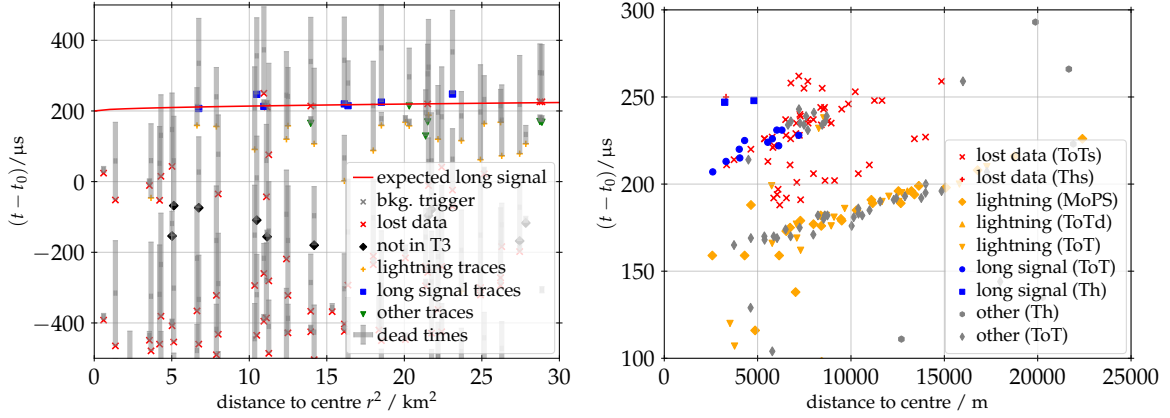 400
200
0
−200
−400
(t − t₀)/μs
0
5
10
15
20
25
30
distance to centre r² / km²
expected long signal
bkg. trigger
lost data
not in T3
lightning traces
long signal traces
other traces
dead times
300
250
200
150
100
(t − t₀)/μs
0
5000
10000
15000
20000
25000
distance to centre / m
lost data (ToTs)
lost data (Ths)
lightning (MoPS)
lightning (ToTd)
lightning (ToT)
long signal (ToT)
long signal (Th)
other (Th)
other (ToT)